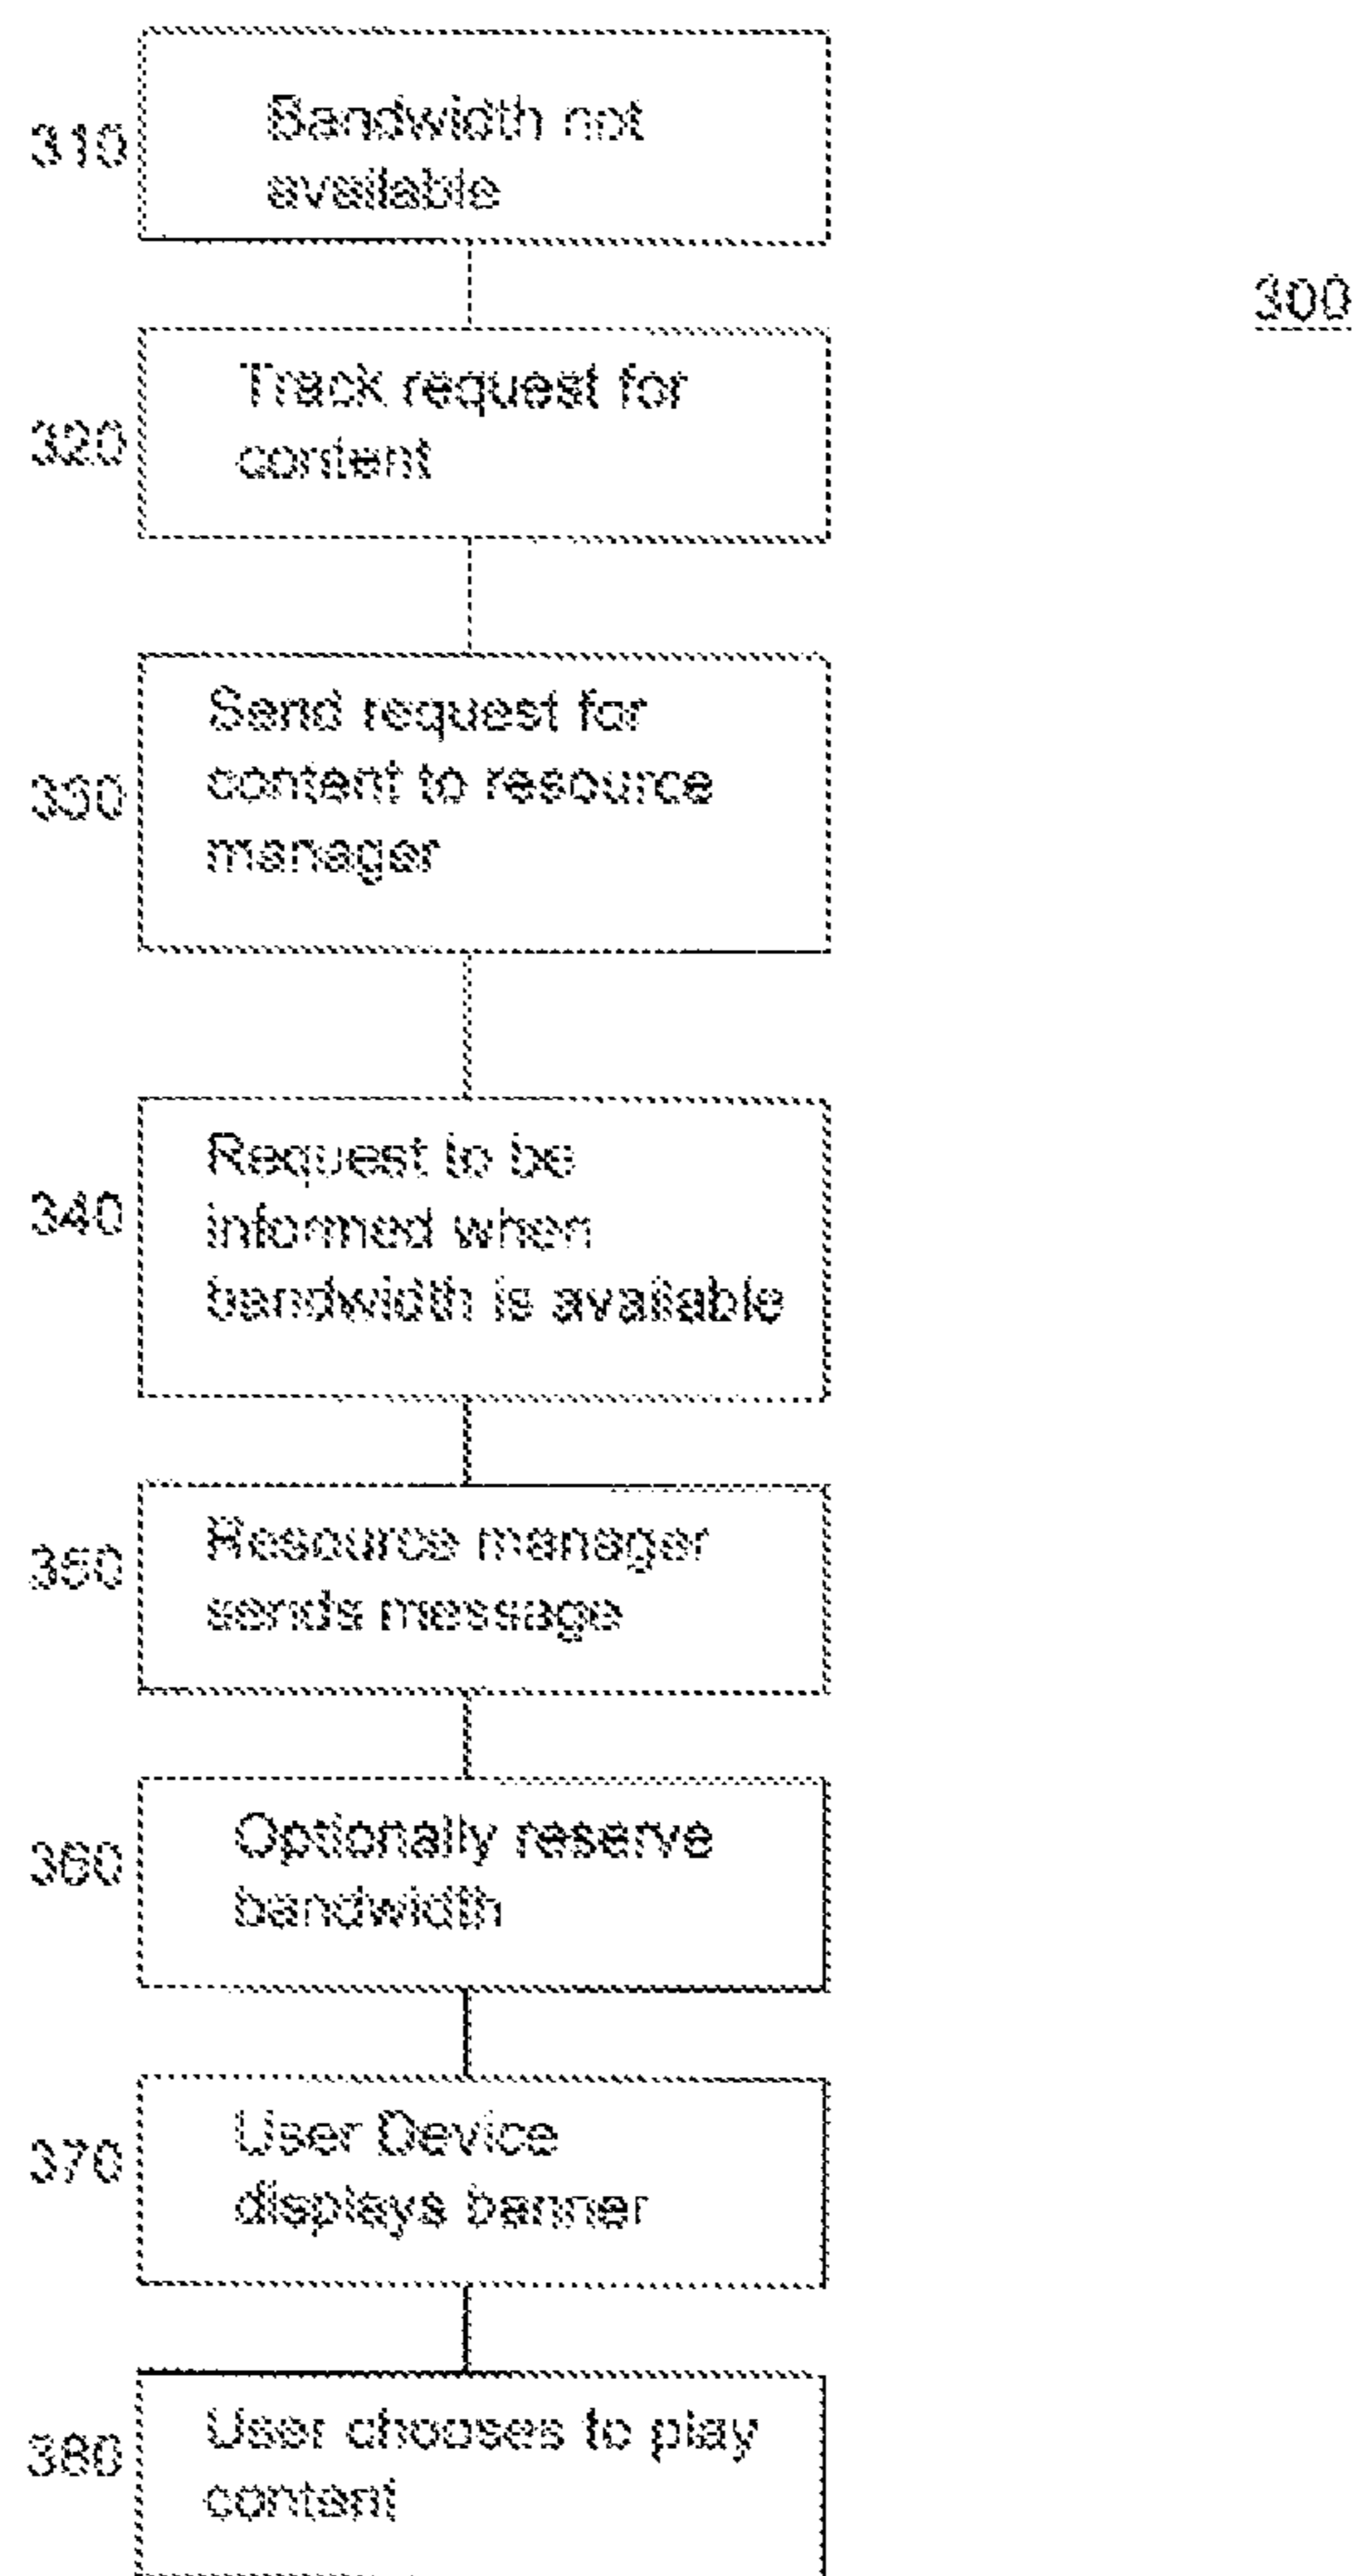 310
Bandwidth not
available
300
320
Track request for
content
330
Send request for
content to resource
manager
340
Request to be
informed when
bandwidth is available
350
Resource manager
sends message
360
Optionally reserve
bandwidth
370
User Device
displays banner
380
User chooses to play
content